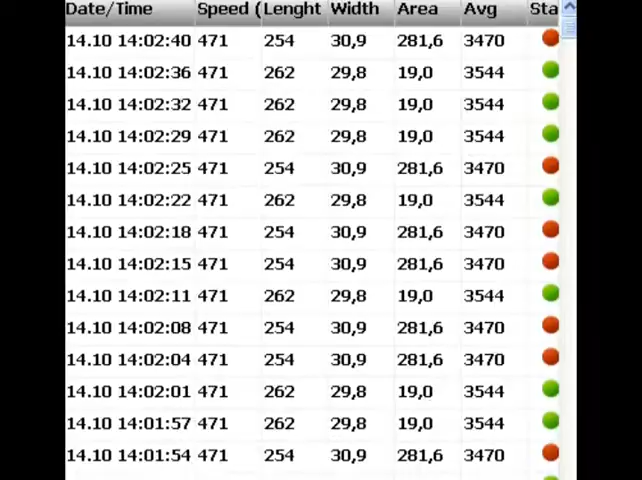 Date/Time Speed ( Lenght Width Area Avg Sta
14.10 14:02:40 471 254 30,9 281,6 3470
14.10 14:02:36 471 262 29,8 19,0 3544
14.10 14:02:32 471 262 29,8 19,0 3544
14.10 14:02:29 471 262 29,8 19,0 3544
14.10 14:02:25 471 254 30,9 281,6 3470
14.10 14:02:22 471 262 29,8 19,0 3544
14.10 14:02:18 471 254 30,9 281,6 3470
14.10 14:02:15 471 254 30,9 281,6 3470
14.10 14:02:11 471 262 29,8 19,0 3544
14.10 14:02:08 471 254 30,9 281,6 3470
14.10 14:02:04 471 254 30,9 281,6 3470
14.10 14:02:01 471 262 29,8 19,0 3544
14.10 14:01:57 471 262 29,8 19,0 3544
14.10 14:01:54 471 254 30,9 281,6 3470